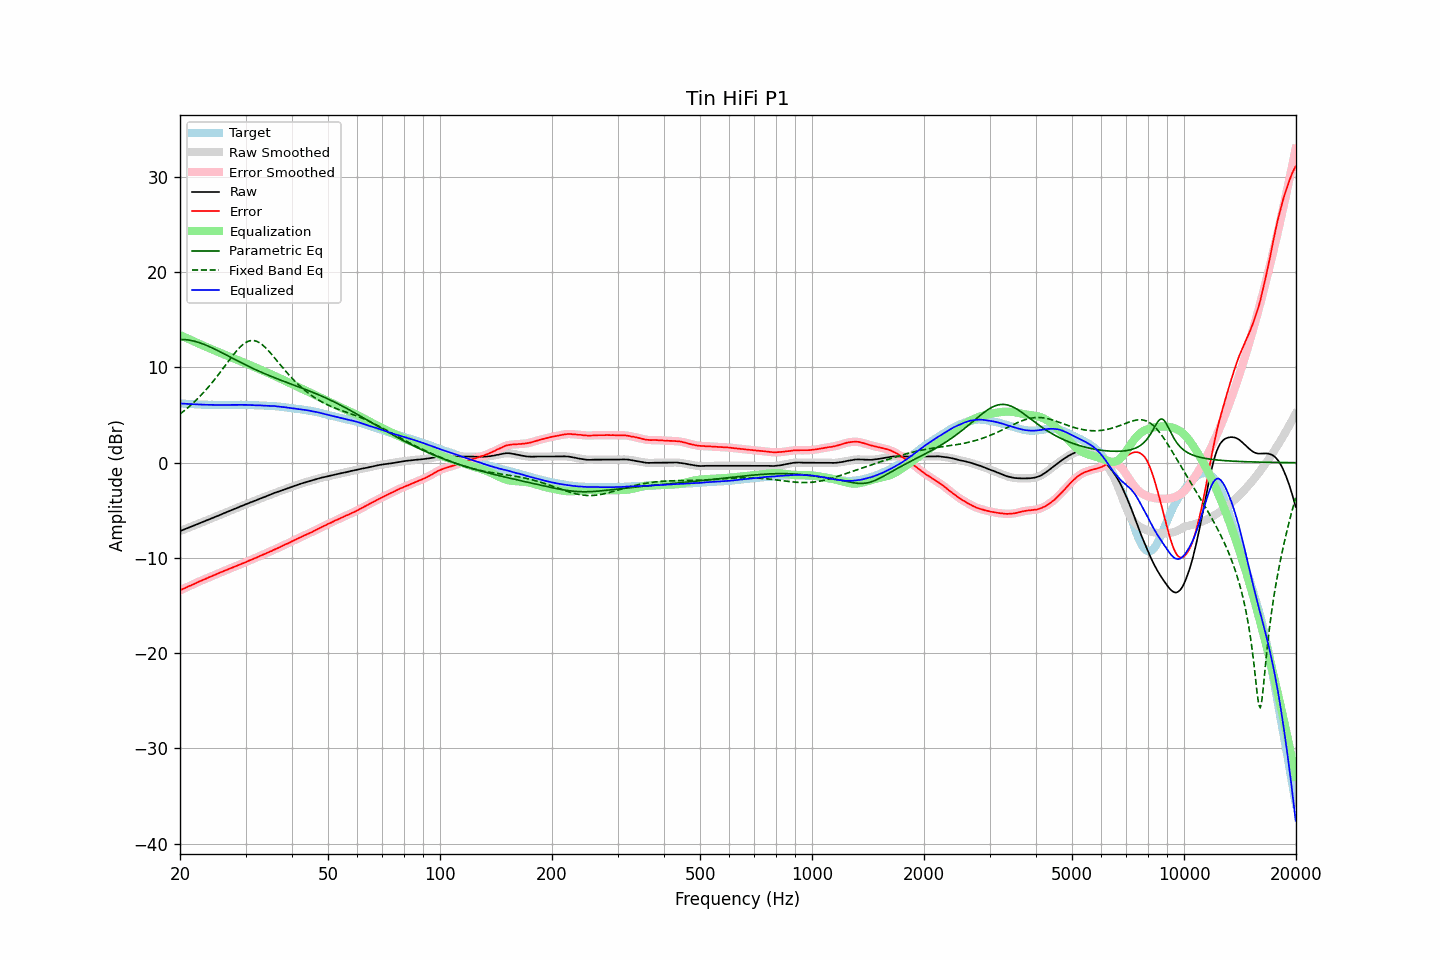 Tin HiFi P1
Target
Raw Smoothed
Error Smoothed
Raw
Error
Equalization
Parametric Eq
Fixed Band Eq
Equalized
Amplitude (dBr)
30
20
10
0
−10
−20
−30
−40
20 50 100 200 500 1000 2000 5000 10000 20000
Frequency (Hz)